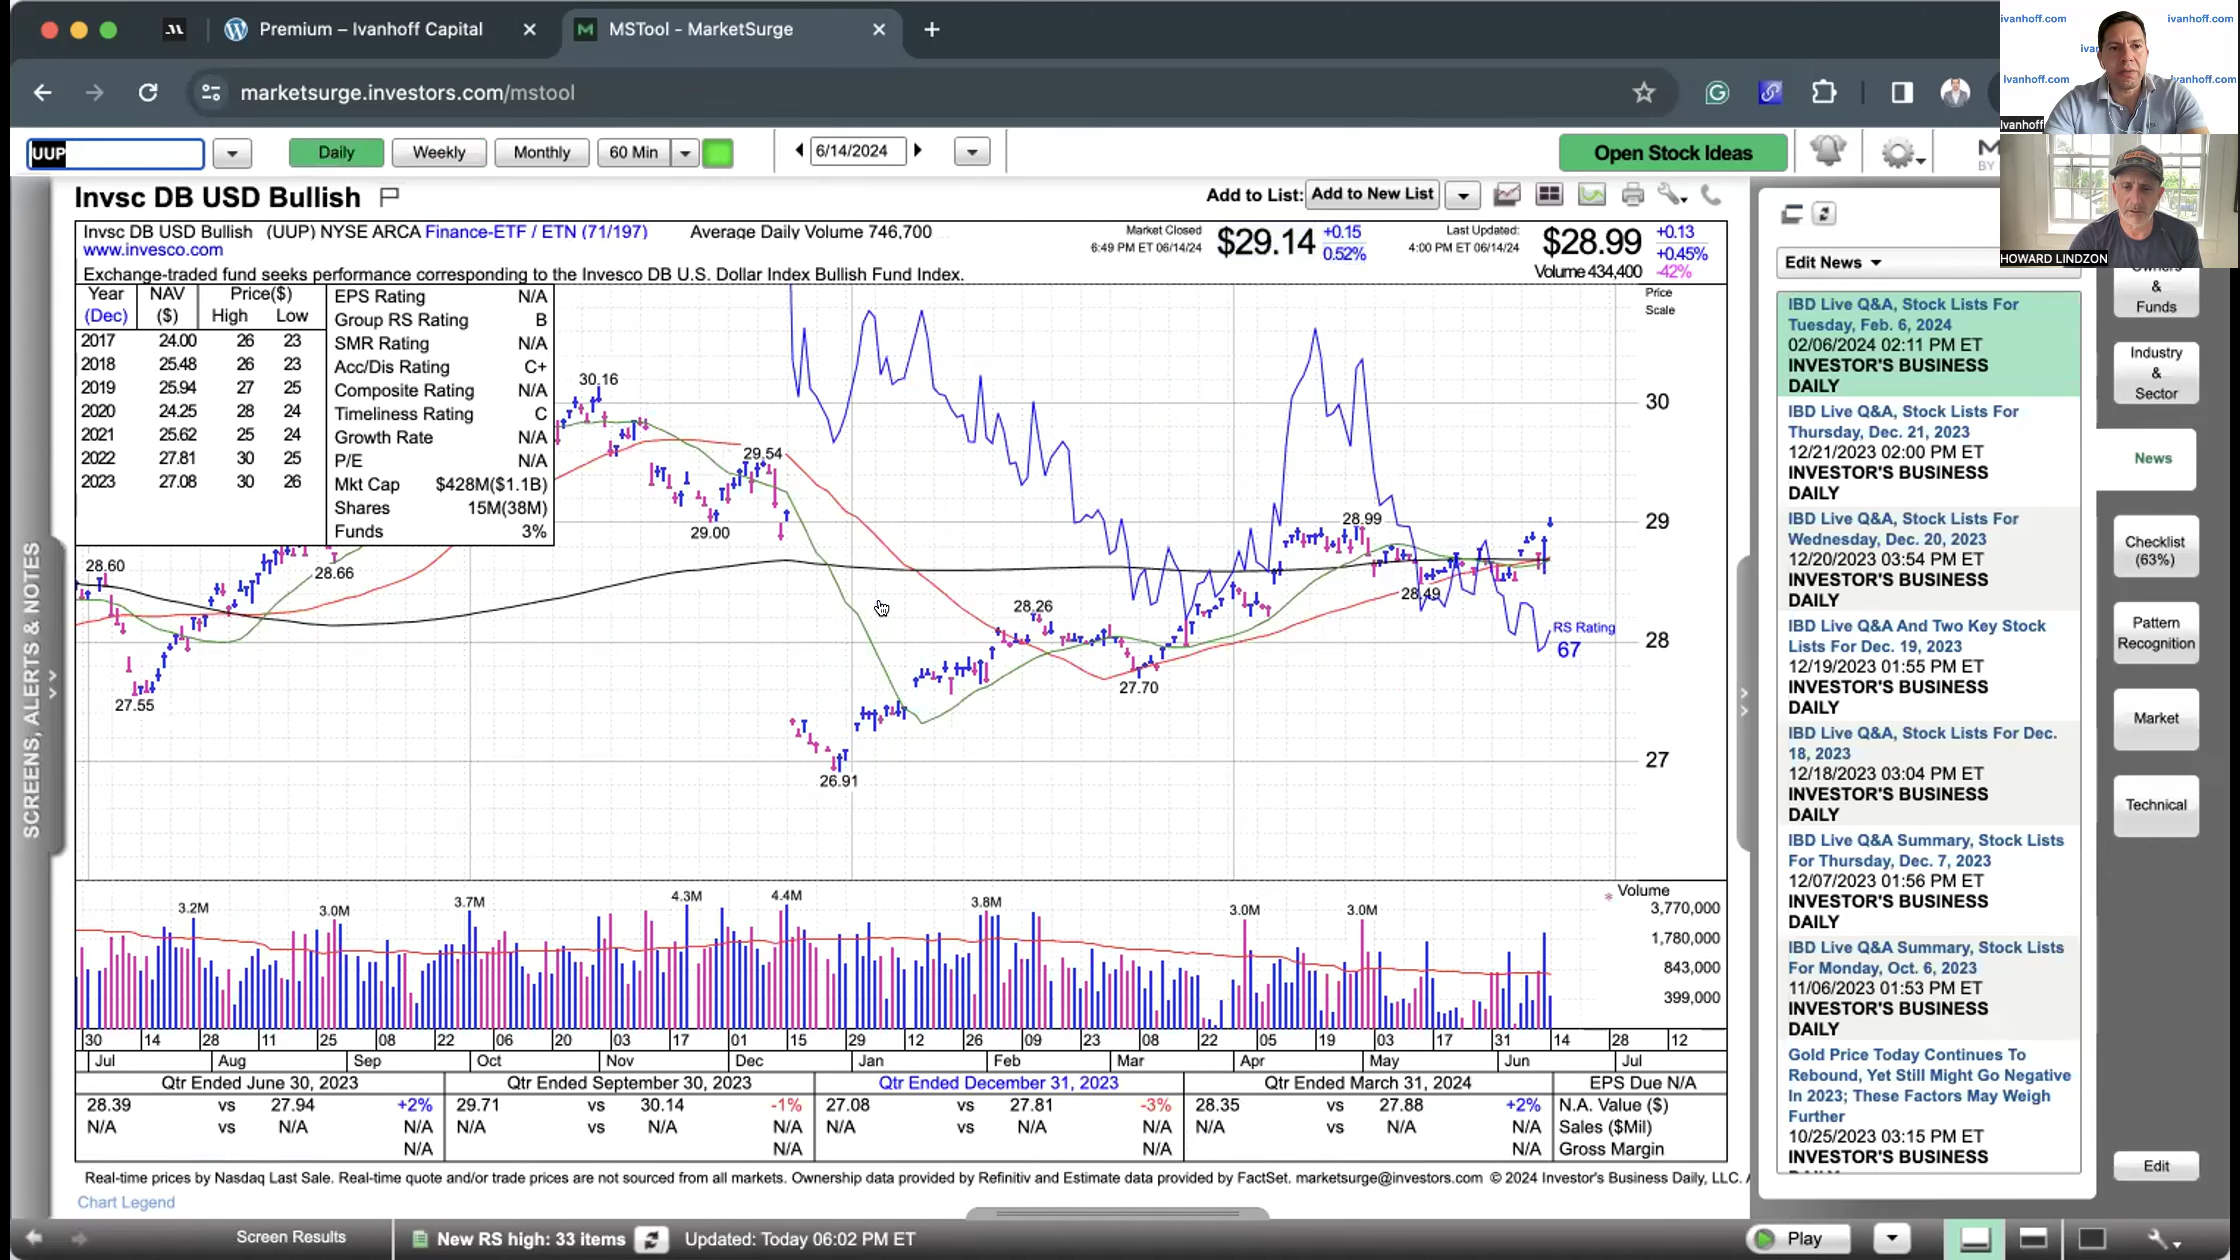 Premium – Ivanhoff Capital
MSTool - MarketSurge
marketsurge.investors.com/mstool
ivanhoff.com ivanhoff.com
ivanhoff.com ivanhoff.com
Ivanhoff
HOWARD LINDZON
UUP
Daily Weekly Monthly 60 Min
6/14/2024
Open Stock Ideas
Invsc DB USD Bullish
Add to List: Add to New List
Invsc DB USD Bullish (UUP) NYSE ARCA Finance-ETF / ETN (71/197) Average Daily Volume 746,700
www.invesco.com
Exchange-traded fund seeks performance corresponding to the Invesco DB U.S. Dollar Index Bullish Fund Index.
Market Closed
6:49 PM ET 06/14/24
$29.14 +0.15
0.52%
Last Updated:
4:00 PM ET 06/14/24
$28.99 +0.13
+0.45%
Volume 434,400 -42%
Year NAV Price($)
(Dec) ($) High Low
2017 24.00 26 23
2018 25.48 26 23
2019 25.94 27 25
2020 24.25 28 24
2021 25.62 25 24
2022 27.81 30 25
2023 27.08 30 26
EPS Rating N/A
Group RS Rating B
SMR Rating N/A
Acc/Dis Rating C+
Composite Rating N/A
Timeliness Rating C
Growth Rate N/A
P/E N/A
Mkt Cap $428M($1.1B)
Shares 15M(38M)
Funds 3%
Price
Scale
30
29
28
27
30.16
29.54
29.00
28.99
28.60
28.66
28.49
28.26
27.70
27.55
26.91
RS Rating
67
Volume
3,770,000
1,780,000
843,000
399,000
3.2M 3.0M 3.7M 4.3M 4.4M 3.8M 3.0M 3.0M
30 14 28 11 25 08 22 06 20 03 17 01 15 29 12 26 09 23 08 22 05 19 03 17 31 14 28 12
Jul Aug Sep Oct Nov Dec Jan Feb Mar Apr May Jun Jul
Qtr Ended June 30, 2023 Qtr Ended September 30, 2023 Qtr Ended December 31, 2023 Qtr Ended March 31, 2024 EPS Due N/A
28.39 vs 27.94 +2% 29.71 vs 30.14 -1% 27.08 vs 27.81 -3% 28.35 vs 27.88 +2% N.A. Value ($)
N/A vs N/A N/A N/A vs N/A N/A N/A vs N/A N/A N/A vs N/A N/A Sales ($Mil)
N/A N/A N/A N/A Gross Margin
Real-time prices by Nasdaq Last Sale. Real-time quote and/or trade prices are not sourced from all markets. Ownership data provided by Refinitiv and Estimate data provided by FactSet. marketsurge@investors.com © 2024 Investor's Business Daily, LLC.
Chart Legend
SCREENS, ALERTS & NOTES
Edit News
IBD Live Q&A, Stock Lists For
Tuesday, Feb. 6, 2024
02/06/2024 02:11 PM ET
INVESTOR'S BUSINESS
DAILY
IBD Live Q&A, Stock Lists For
Thursday, Dec. 21, 2023
12/21/2023 02:00 PM ET
INVESTOR'S BUSINESS
DAILY
IBD Live Q&A, Stock Lists For
Wednesday, Dec. 20, 2023
12/20/2023 03:54 PM ET
INVESTOR'S BUSINESS
DAILY
IBD Live Q&A And Two Key Stock
Lists For Dec. 19, 2023
12/19/2023 01:55 PM ET
INVESTOR'S BUSINESS
DAILY
IBD Live Q&A, Stock Lists For Dec.
18, 2023
12/18/2023 03:04 PM ET
INVESTOR'S BUSINESS
DAILY
IBD Live Q&A Summary, Stock Lists
For Thursday, Dec. 7, 2023
12/07/2023 01:56 PM ET
INVESTOR'S BUSINESS
DAILY
IBD Live Q&A Summary, Stock Lists
For Monday, Oct. 6, 2023
11/06/2023 01:53 PM ET
INVESTOR'S BUSINESS
DAILY
Gold Price Today Continues To
Rebound, Yet Still Might Go Negative
In 2023; These Factors May Weigh
Further
10/25/2023 03:15 PM ET
INVESTOR'S BUSINESS
&
Funds
Industry
&
Sector
News
Checklist
(63%)
Pattern
Recognition
Market
Technical
Edit
Screen Results
New RS high: 33 items
Updated: Today 06:02 PM ET
Play